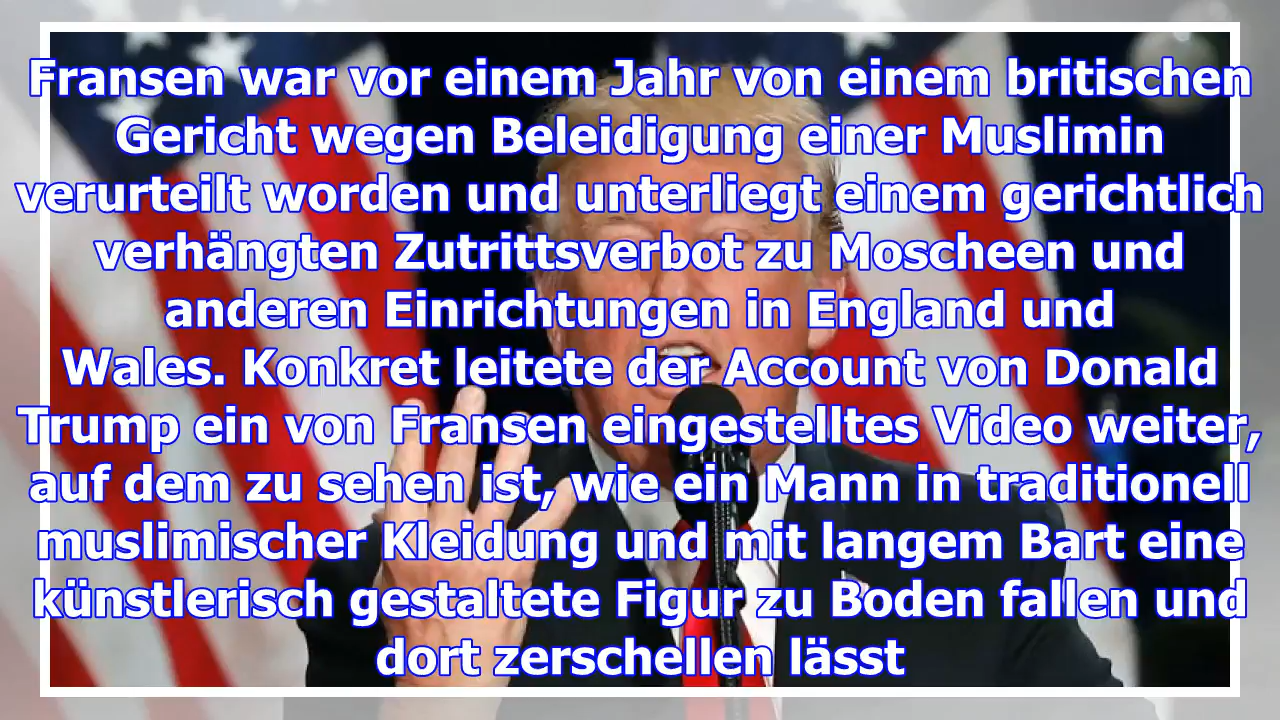 Fransen war vor einem Jahr von einem britischen
Gericht wegen Beleidigung einer Muslimin
verurteilt worden und unterliegt einem gerichtlich
verhängten Zutrittsverbot zu Moscheen und
anderen Einrichtungen in England und
Wales. Konkret leitete der Account von Donald
Trump ein von Fransen eingestelltes Video weiter,
auf dem zu sehen ist, wie ein Mann in traditionell
muslimischer Kleidung und mit langem Bart eine
künstlerisch gestaltete Figur zu Boden fallen und
dort zerschellen lässt